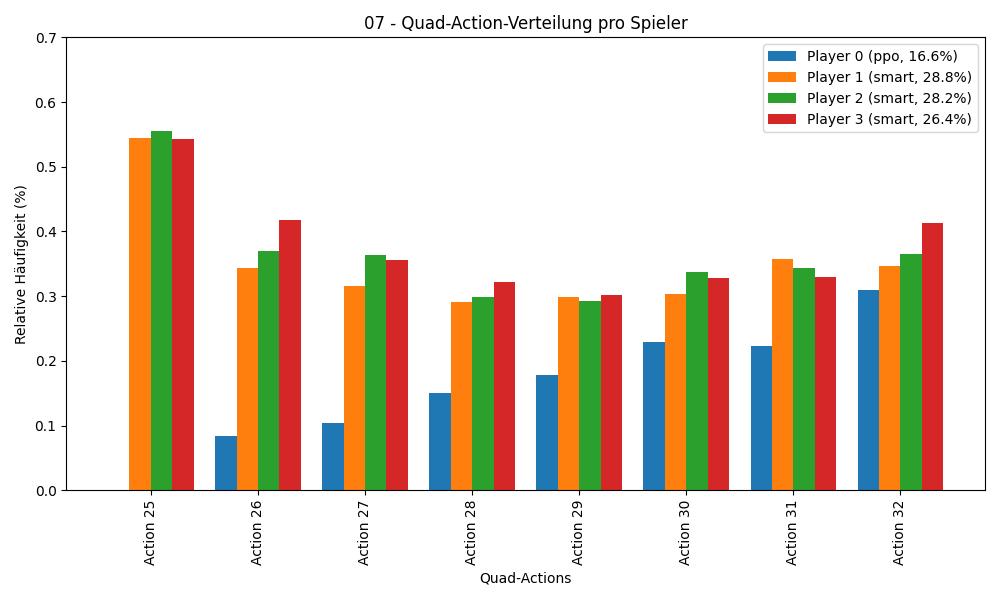 07 - Quad-Action-Verteilung pro Spieler
Player 0 (ppo, 16.6%)
Player 1 (smart, 28.8%)
Player 2 (smart, 28.2%)
Player 3 (smart, 26.4%)
Relative Häufigkeit (%)
0.7
0.6
0.5
0.4
0.3
0.2
0.1
0.0
Action 25
Action 26
Action 27
Action 28
Action 29
Action 30
Action 31
Action 32
Quad-Actions